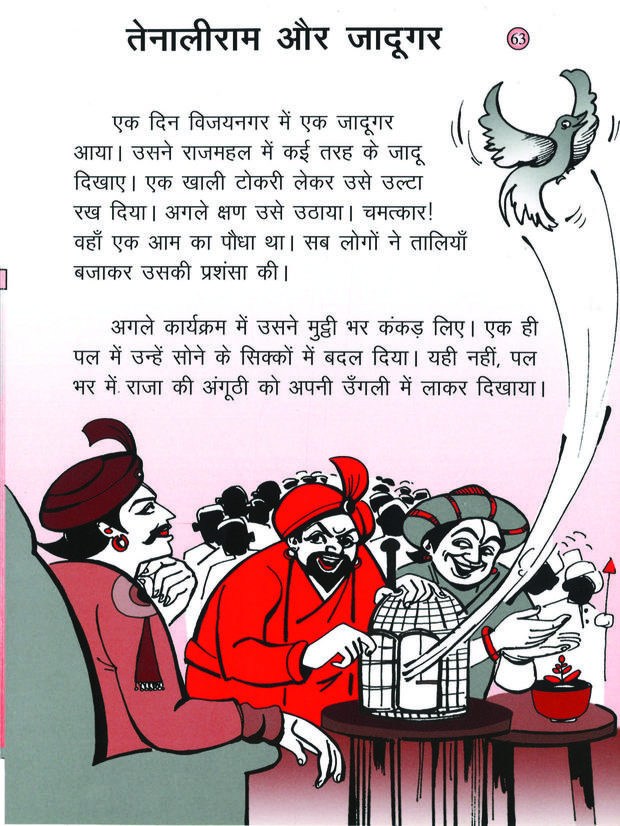 तेनालीराम और जादूगर
63
एक दिन विजयनगर में एक जादूगर
आया। उसने राजमहल में कई तरह के जादू
दिखाए। एक खाली टोकरी लेकर उसे उल्टा
रख दिया। अगले क्षण उसे उठाया। चमत्कार!
वहाँ एक आम का पौधा था। सब लोगों ने तालियाँ
बजाकर उसकी प्रशंसा की।
अगले कार्यक्रम में उसने मुट्ठी भर कंकड़ लिए। एक ही
पल में उन्हें सोने के सिक्कों में बदल दिया। यही नहीं, पल
भर में राजा की अंगूठी को अपनी उँगली में लाकर दिखाया।